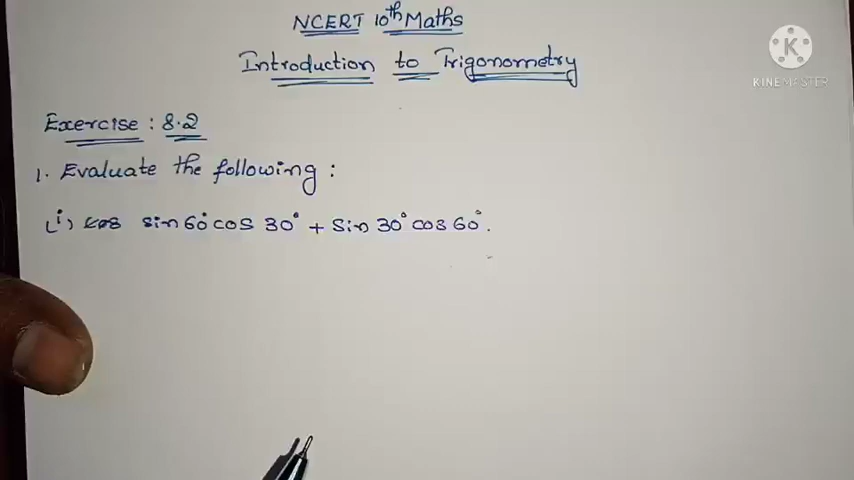 NCERT 10th Maths
K
KINEMASTER
Introduction to Trigonometry
Exercise : 8.2
1. Evaluate the following :
(i) sin 60° cos 30° + sin 30° cos 60°.